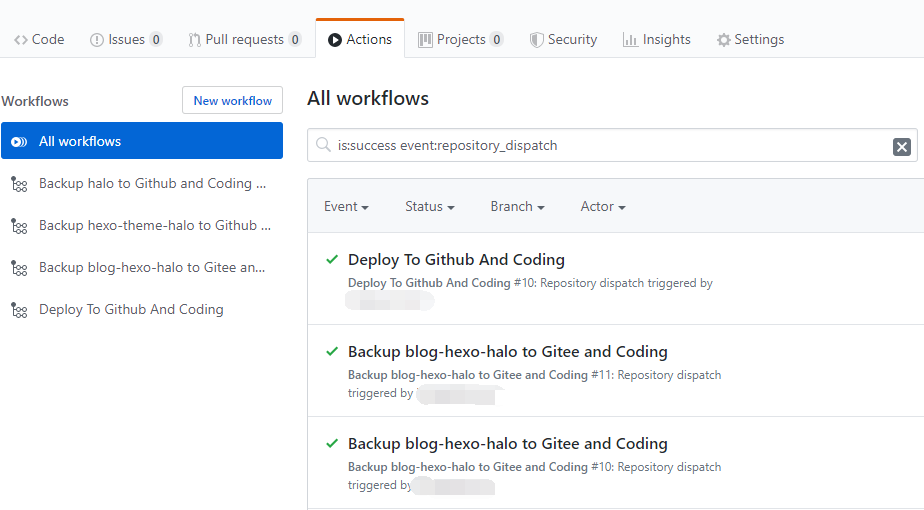 Code Issues 0 Pull requests 0 Actions Projects 0 Security Insights Settings
Workflows
New workflow
All workflows
Backup halo to Github and Coding ...
Backup hexo-theme-halo to Github ...
Backup blog-hexo-halo to Gitee an...
Deploy To Github And Coding
All workflows
is:success event:repository_dispatch
Event Status Branch Actor
Deploy To Github And Coding
Deploy To Github And Coding #10: Repository dispatch triggered by
Backup blog-hexo-halo to Gitee and Coding
Backup blog-hexo-halo to Gitee and Coding #11: Repository dispatch
triggered by
Backup blog-hexo-halo to Gitee and Coding
Backup blog-hexo-halo to Gitee and Coding #10: Repository dispatch
triggered by